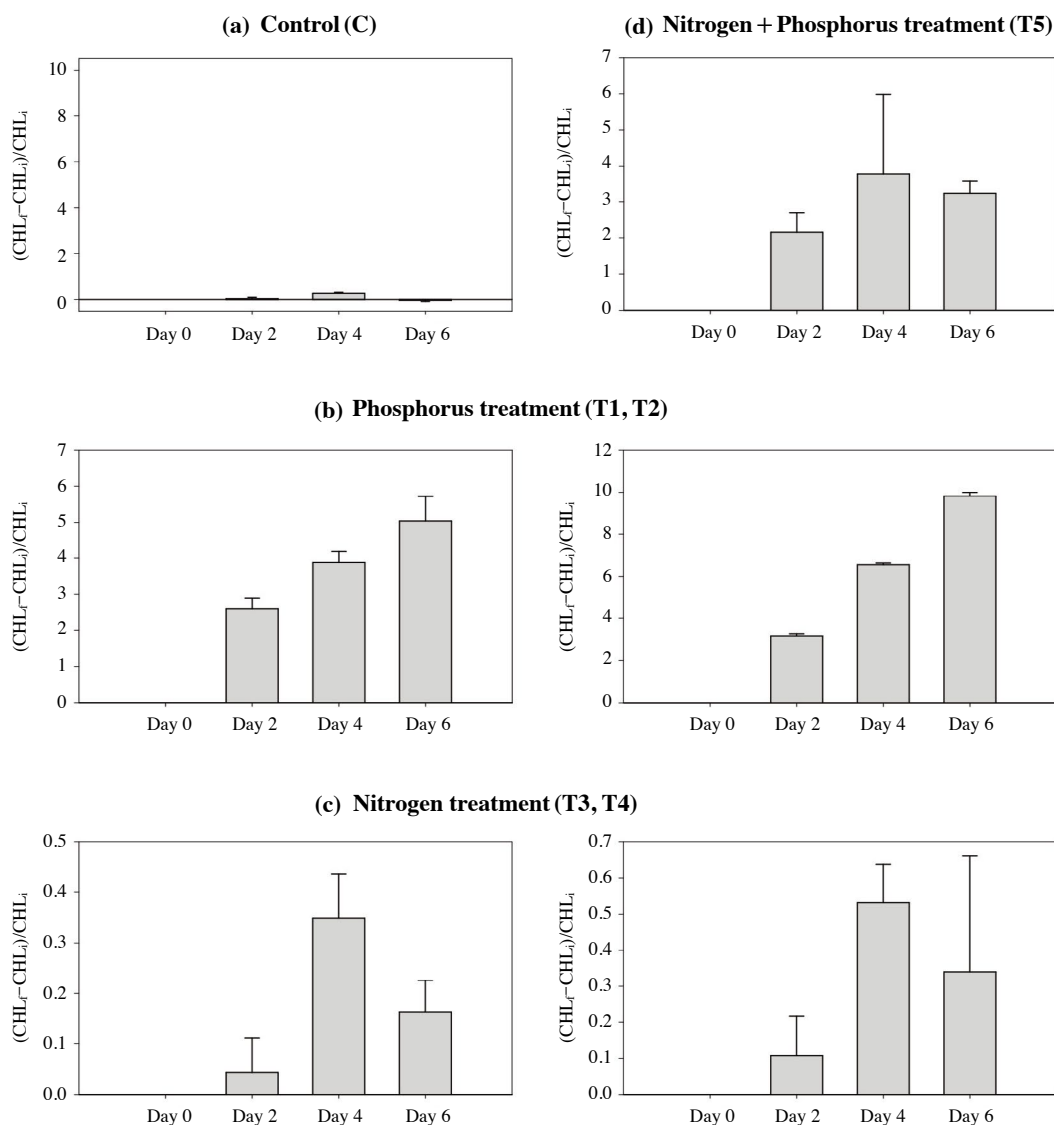 (a) Control (C)
10
8
6
4
2
0
(CHLf−CHLi)/CHLi
Day 0 Day 2 Day 4 Day 6
(d) Nitrogen + Phosphorus treatment (T5)
7
6
5
4
3
2
1
0
(CHLf−CHLi)/CHLi
Day 0 Day 2 Day 4 Day 6
(b) Phosphorus treatment (T1, T2)
7
6
5
4
3
2
1
0
(CHLf−CHLi)/CHLi
Day 0 Day 2 Day 4 Day 6
12
10
8
6
4
2
0
(CHLf−CHLi)/CHLi
Day 0 Day 2 Day 4 Day 6
(c) Nitrogen treatment (T3, T4)
0.5
0.4
0.3
0.2
0.1
0.0
(CHLf−CHLi)/CHLi
Day 0 Day 2 Day 4 Day 6
0.7
0.6
0.5
0.4
0.3
0.2
0.1
0.0
(CHLf−CHLi)/CHLi
Day 0 Day 2 Day 4 Day 6